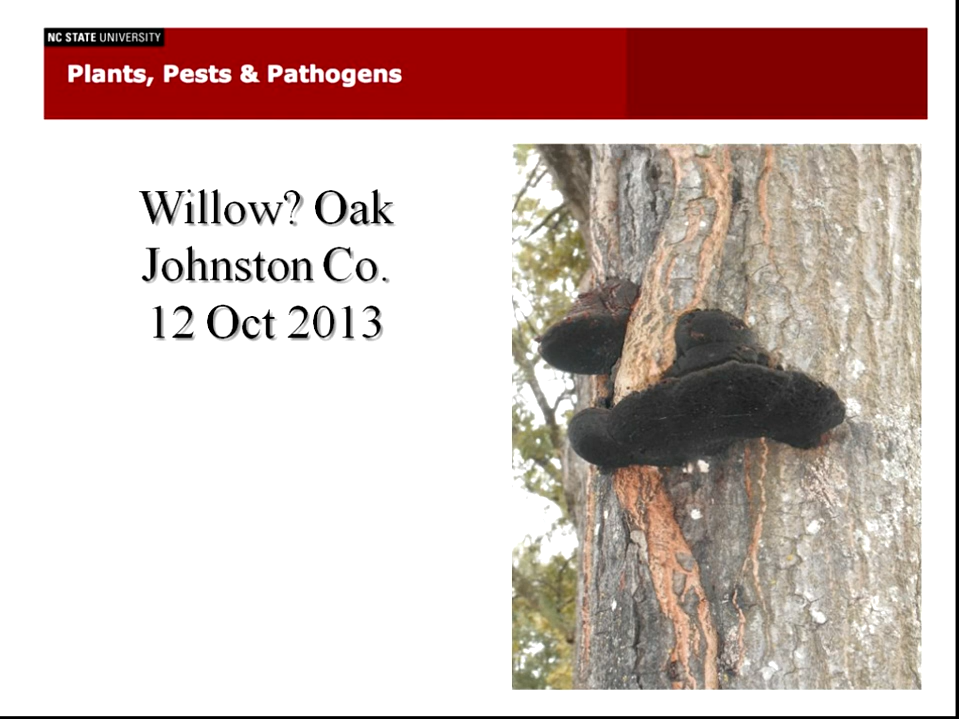 NC STATE UNIVERSITY
Plants, Pests & Pathogens
Willow? Oak
Johnston Co.
12 Oct 2013